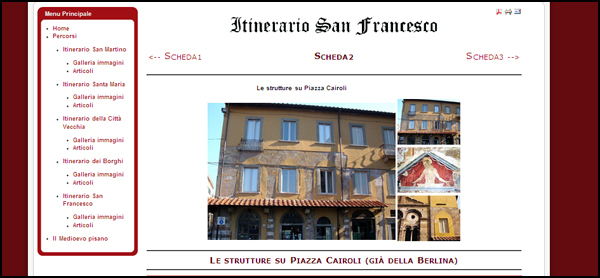 Menu Principale
Home
Percorsi
Itinerario San Martino
Galleria immagini
Articoli
Itinerario Santa Maria
Galleria immagini
Articoli
Itinerario della Città
Vecchia
Galleria immagini
Articoli
Itinerario dei Borghi
Galleria immagini
Articoli
Itinerario San
Francesco
Galleria immagini
Articoli
Il Medioevo pisano
Itinerario San Francesco
<-- Scheda1
Scheda2
Scheda3 -->
Le strutture su Piazza Cairoli
Le strutture su Piazza Cairoli (già della Berlina)